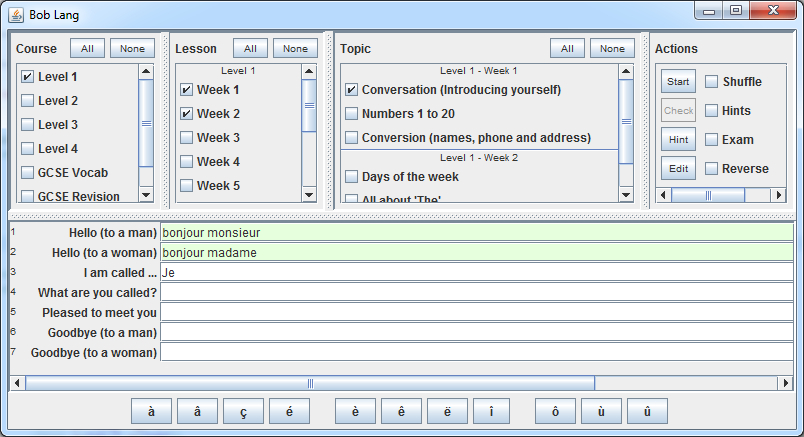 Bob Lang
Course All None
Level 1
Level 2
Level 3
Level 4
GCSE Vocab
GCSE Revision
Lesson All None
Level 1
Week 1
Week 2
Week 3
Week 4
Week 5
Topic All None
Level 1 - Week 1
Conversation (Introducing yourself)
Numbers 1 to 20
Conversion (names, phone and address)
Level 1 - Week 2
Days of the week
All about 'The'
Actions
Start Shuffle
Check Hints
Hint Exam
Edit Reverse
1 Hello (to a man) bonjour monsieur
2 Hello (to a woman) bonjour madame
3 I am called ... Je
4 What are you called?
5 Pleased to meet you
6 Goodbye (to a man)
7 Goodbye (to a woman)
à â ç é è ê ë î ô ù û